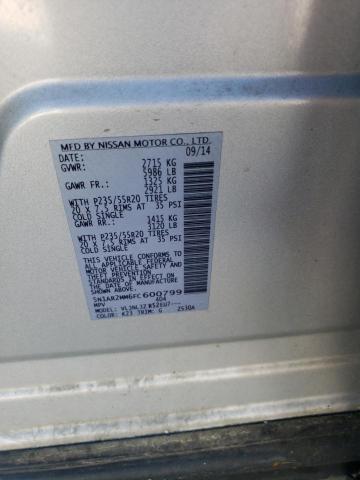 MFD BY NISSAN MOTOR CO., LTD.
DATE: 09/14
GVWR: 2715 KG
5986 LB
GAWR FR.: 1325 KG
2921 LB
WITH P235/55R20 TIRES
20 X 7.5 RIMS AT 35 PSI
COLD SINGLE
GAWR RR.: 1415 KG
3120 LB
WITH P235/55R20 TIRES
20 X 7.5 RIMS AT 35 PSI
COLD SINGLE
THIS VEHICLE CONFORMS TO ALL
APPLICABLE U.S. FEDERAL MOTOR
VEHICLE SAFETY, BUMPER, AND
THEFT PREVENTION STANDARDS
IN EFFECT ON THE DATE OF
MANUFACTURE SHOWN ABOVE.
5N1AR2MM6FC600799
MPV 404
COLOR: K23 TRIM: G 2530A